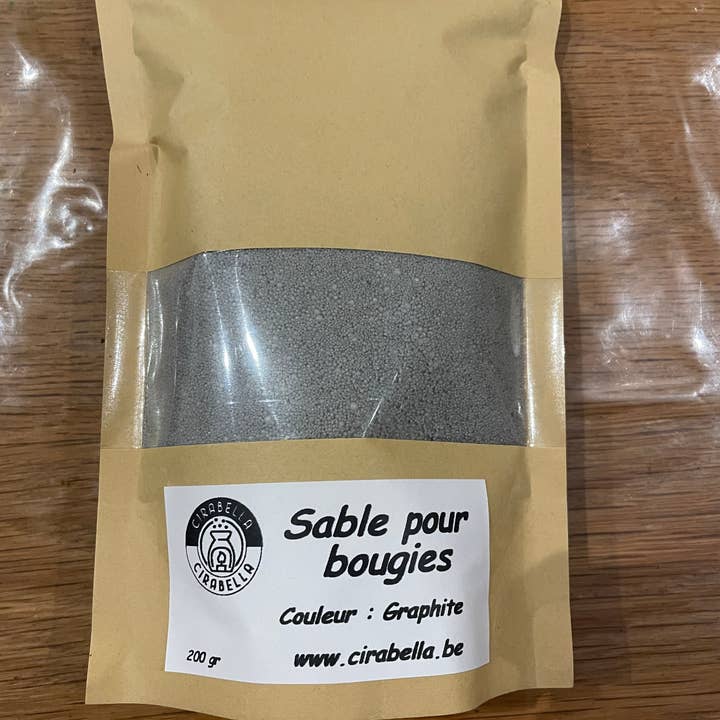 CIRABELLA
CIRABELLA
Sable pour
bougies
Couleur : Graphite
200 gr
www.cirabella.be